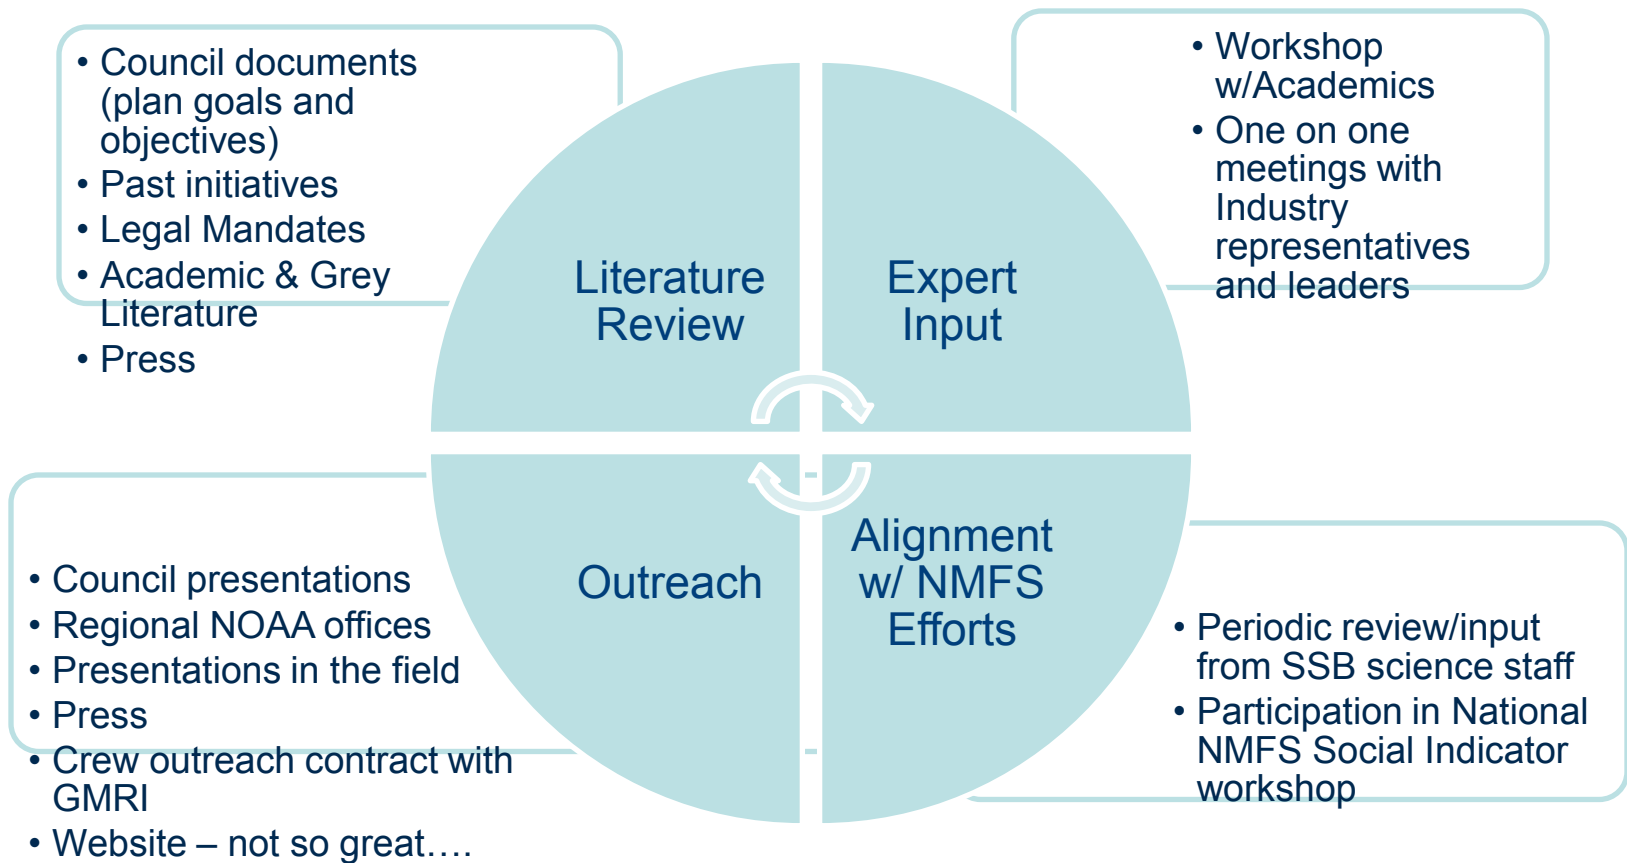 • Council documents
(plan goals and
objectives)
• Past initiatives
• Legal Mandates
• Academic & Grey
Literature
• Press
• Workshop
w/Academics
• One on one
meetings with
Industry
representatives
and leaders
Literature
Review
Expert
Input
Outreach
Alignment
w/ NMFS
Efforts
• Council presentations
• Regional NOAA offices
• Presentations in the field
• Press
• Crew outreach contract with
GMRI
• Website – not so great….
• Periodic review/input
from SSB science staff
• Participation in National
NMFS Social Indicator
workshop